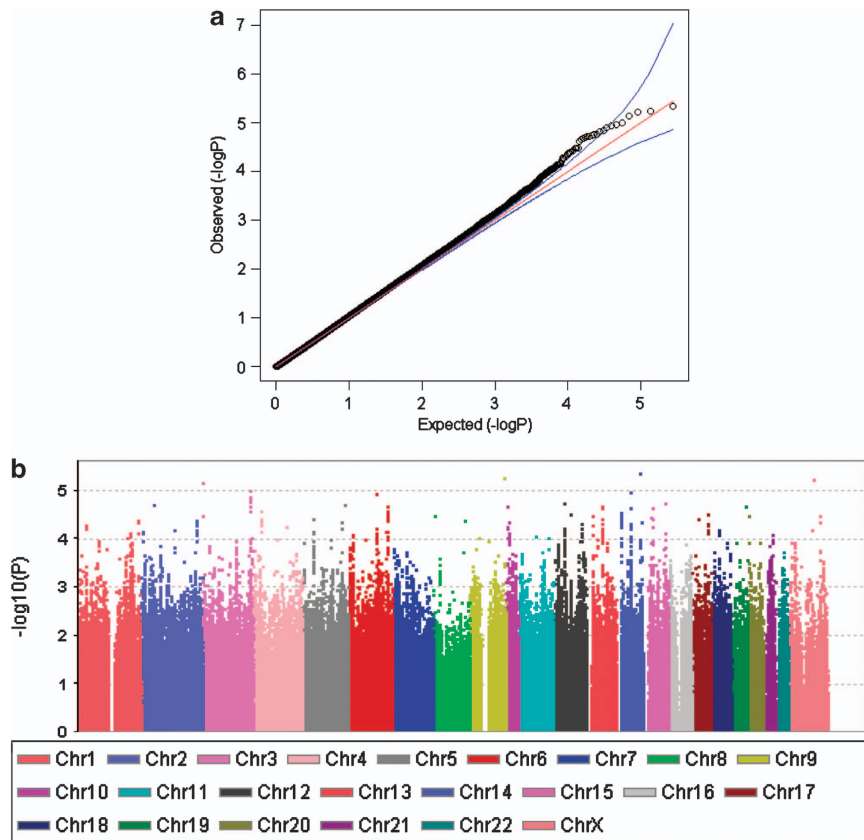 a
7
6
5
4
3
2
1
0
Observed (-logP)
0 1 2 3 4 5
Expected (-logP)
b
5
4
3
2
1
0
-log10(P)
Chr1 Chr2 Chr3 Chr4 Chr5 Chr6 Chr7 Chr8 Chr9
Chr10 Chr11 Chr12 Chr13 Chr14 Chr15 Chr16 Chr17
Chr18 Chr19 Chr20 Chr21 Chr22 ChrX